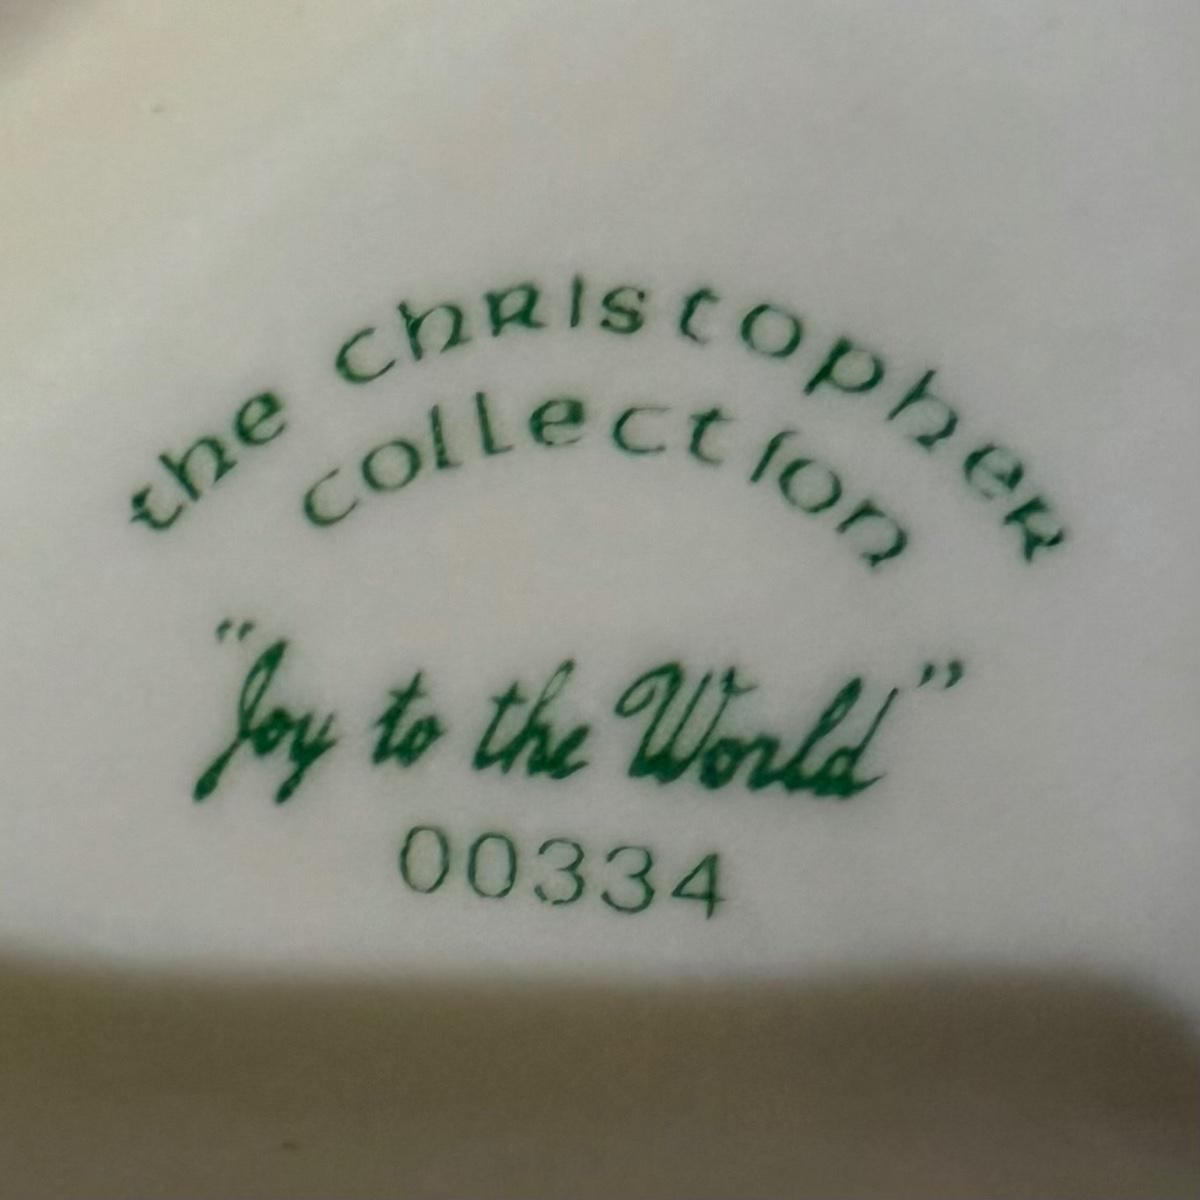 the christopher
collection
"Joy to the World"
00334